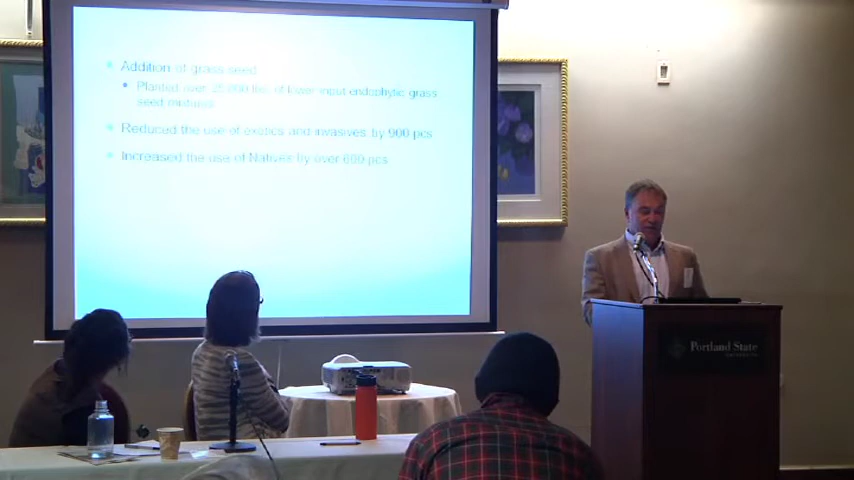 Addition of grass seed
Planted over 25,000 lbs. of lower input endophytic grass
seed mixtures
Reduced the use of exotics and invasives by 900 pcs
Increased the use of Natives by over 600 pcs
Portland State
UNIVERSITY